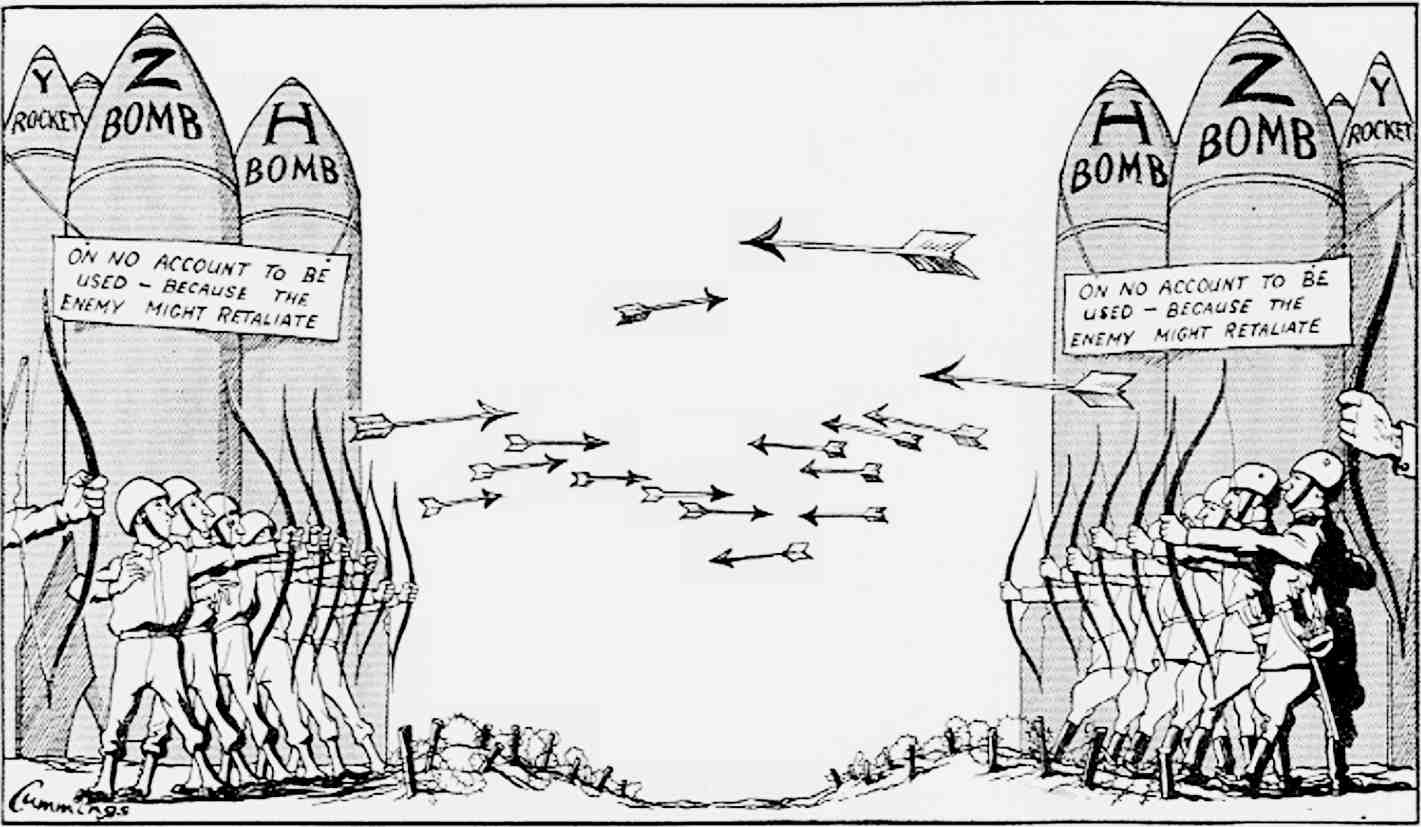 Y
ROCKET
Z
BOMB
H
BOMB
ON NO ACCOUNT TO BE
USED – BECAUSE THE
ENEMY MIGHT RETALIATE
H
BOMB
Z
BOMB
Y
ROCKET
ON NO ACCOUNT TO BE
USED – BECAUSE THE
ENEMY MIGHT RETALIATE
Cummings